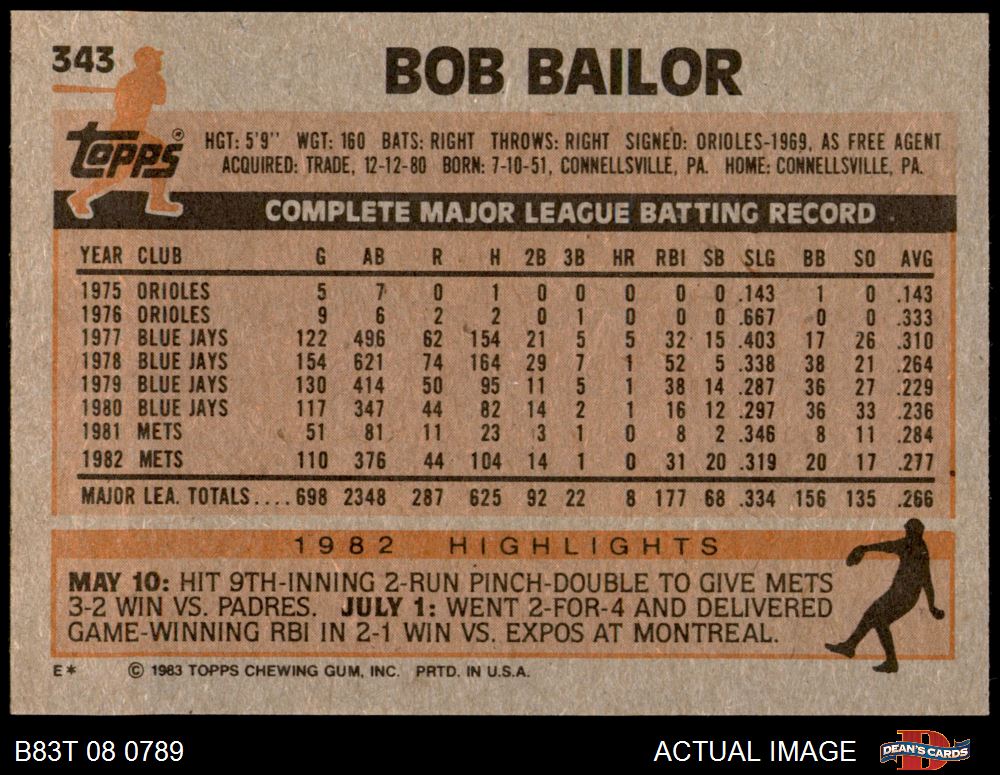 343
BOB BAILOR
topps®
HGT: 5'9" WGT: 160 BATS: RIGHT THROWS: RIGHT SIGNED: ORIOLES-1969, AS FREE AGENT
ACQUIRED: TRADE, 12-12-80 BORN: 7-10-51, CONNELLSVILLE, PA. HOME: CONNELLSVILLE, PA.
COMPLETE MAJOR LEAGUE BATTING RECORD
YEAR CLUB G AB R H 2B 3B HR RBI SB SLG BB SO AVG
1975 ORIOLES 5 7 0 1 0 0 0 0 0 .143 1 0 .143
1976 ORIOLES 9 6 2 2 0 1 0 0 0 .667 0 0 .333
1977 BLUE JAYS 122 496 62 154 21 5 5 32 15 .403 17 26 .310
1978 BLUE JAYS 154 621 74 164 29 7 1 52 5 .338 38 21 .264
1979 BLUE JAYS 130 414 50 95 11 5 1 38 14 .287 36 27 .229
1980 BLUE JAYS 117 347 44 82 14 2 1 16 12 .297 36 33 .236
1981 METS 51 81 11 23 3 1 0 8 2 .346 8 11 .284
1982 METS 110 376 44 104 14 1 0 31 20 .319 20 17 .277
MAJOR LEA. TOTALS....698 2348 287 625 92 22 8 177 68 .334 156 135 .266
1982 HIGHLIGHTS
MAY 10: HIT 9TH-INNING 2-RUN PINCH-DOUBLE TO GIVE METS
3-2 WIN VS. PADRES. JULY 1: WENT 2-FOR-4 AND DELIVERED
GAME-WINNING RBI IN 2-1 WIN VS. EXPOS AT MONTREAL.
E* © 1983 TOPPS CHEWING GUM, INC. PRTD. IN U.S.A.
B83T 08 0789 ACTUAL IMAGE D DEAN'S CARDS